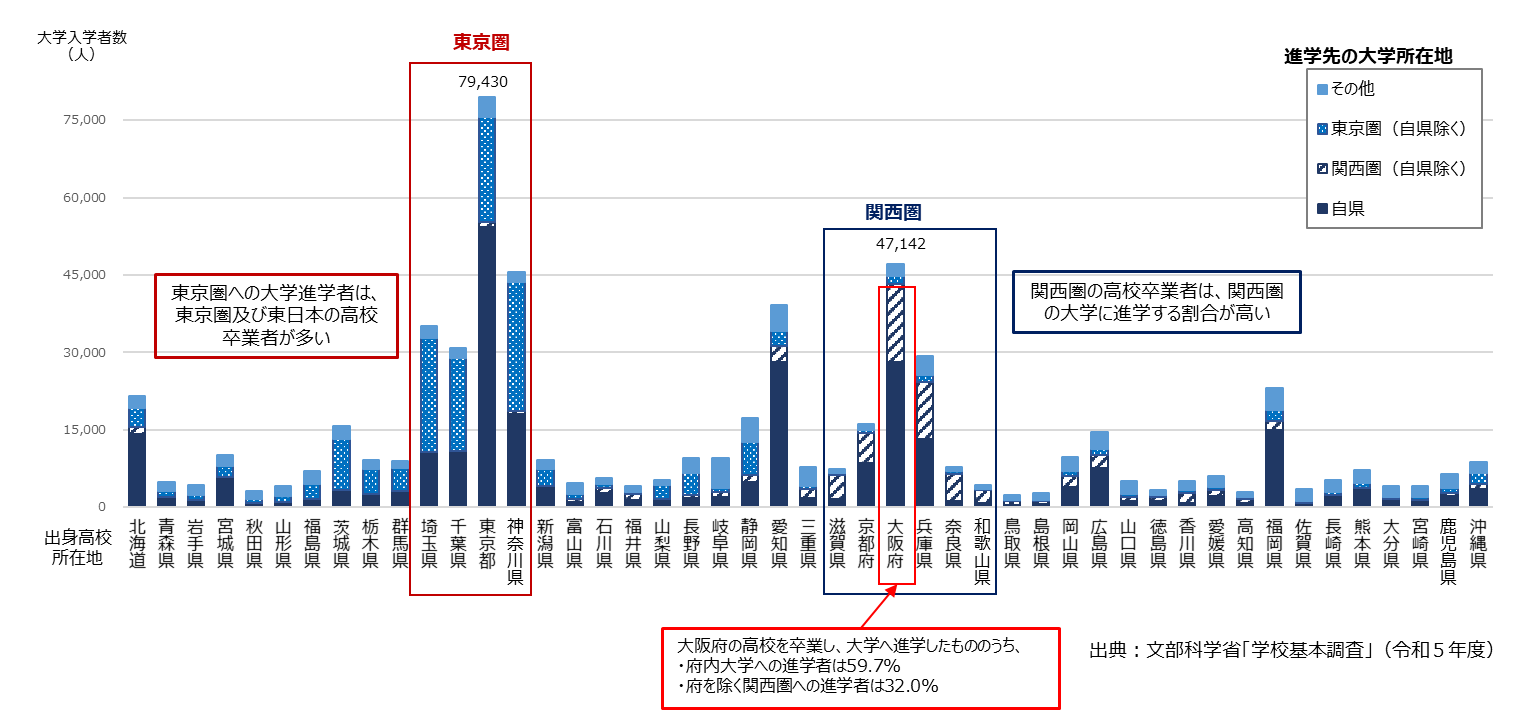 大学入学者数
（人）
東京圏
79,430
進学先の大学所在地
その他
東京圏（自県除く）
関西圏（自県除く）
自県
75,000
60,000
45,000
30,000
15,000
0
関西圏
47,142
東京圏への大学進学者は、
東京圏及び東日本の高校
卒業者が多い
関西圏の高校卒業者は、関西圏
の大学に進学する割合が高い
出身高校
所在地
北海道
青森県
岩手県
宮城県
秋田県
山形県
福島県
茨城県
栃木県
群馬県
埼玉県
千葉県
東京都
神奈川県
新潟県
富山県
石川県
福井県
山梨県
長野県
岐阜県
静岡県
愛知県
三重県
滋賀県
京都府
大阪府
兵庫県
奈良県
和歌山県
鳥取県
島根県
岡山県
広島県
山口県
徳島県
香川県
愛媛県
高知県
福岡県
佐賀県
長崎県
熊本県
大分県
宮崎県
鹿児島県
沖縄県
大阪府の高校を卒業し、大学へ進学したもののうち、
・府内大学への進学者は59.7%
・府を除く関西圏への進学者は32.0%
出典：文部科学省「学校基本調査」（令和５年度）